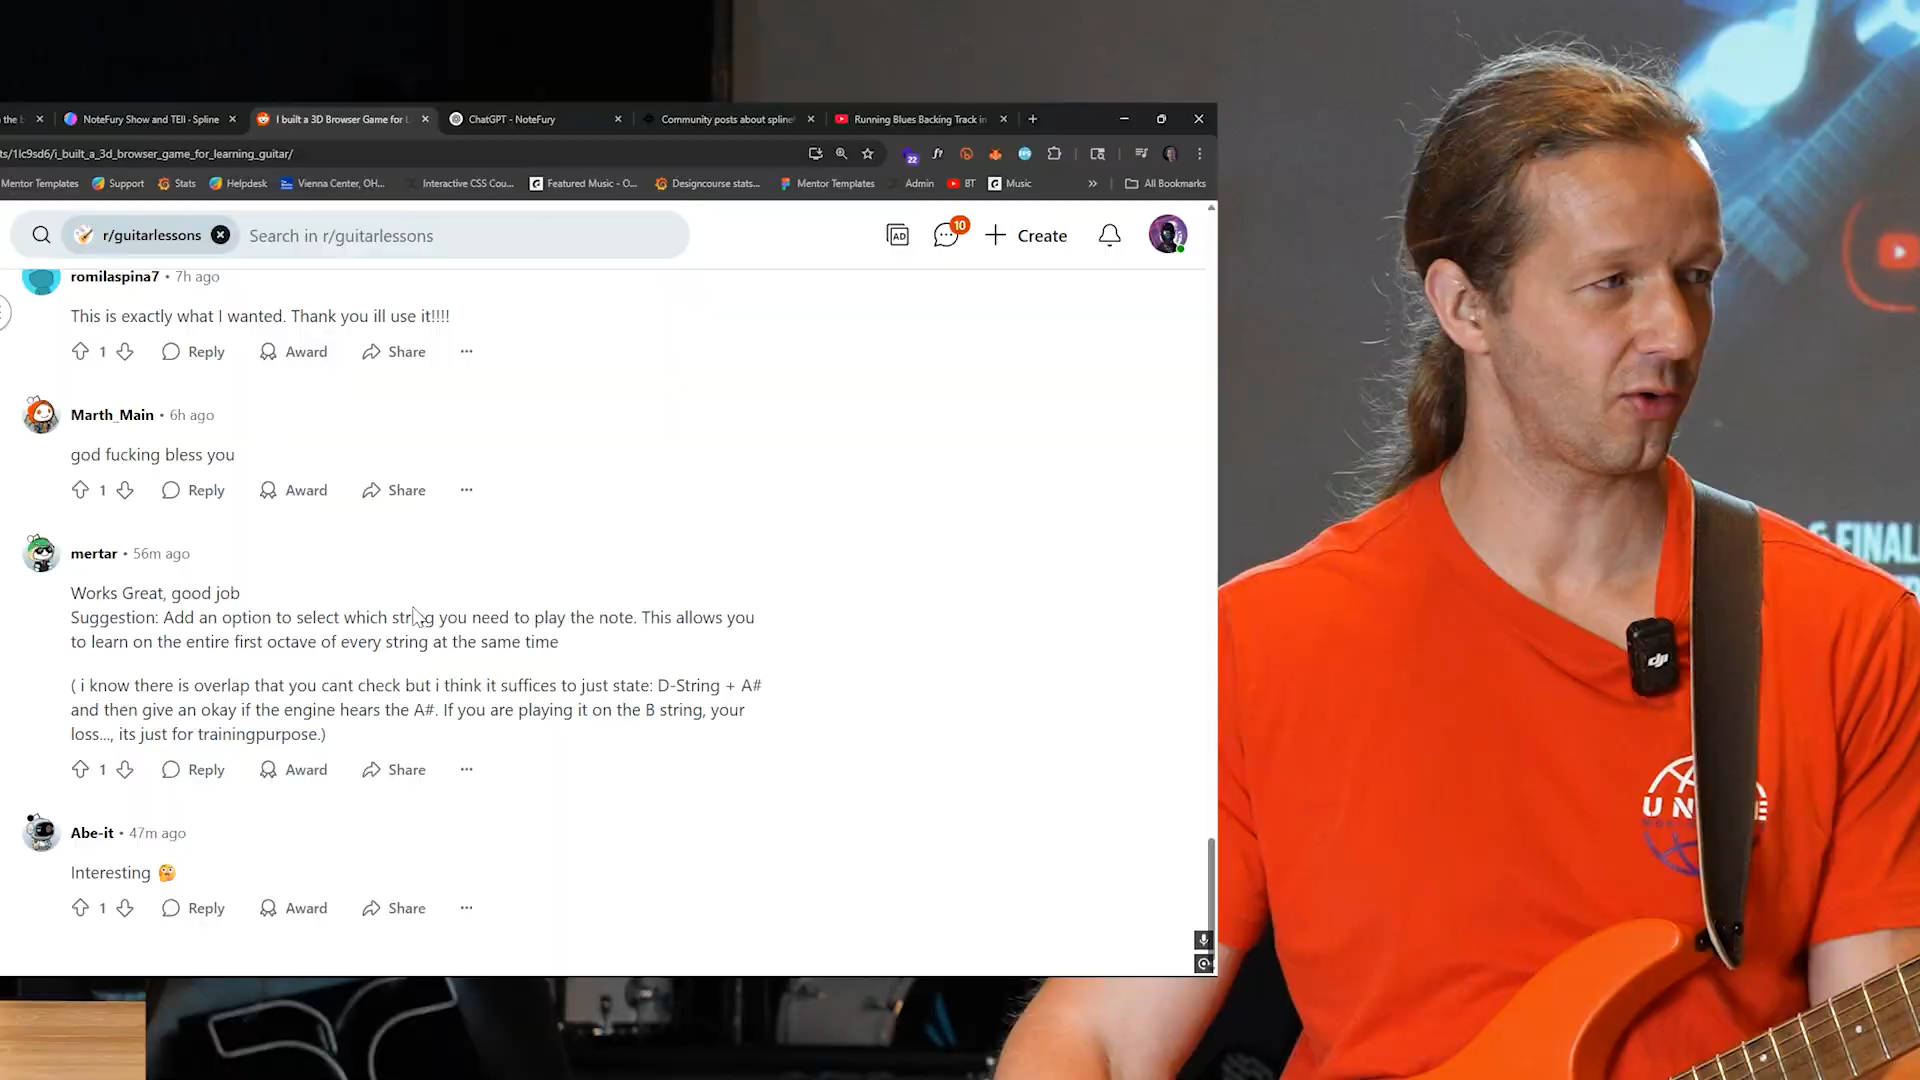 n the b
NoteFury Show and TEll - Spline
I built a 3D Browser Game for L
ChatGPT - NoteFury
Community posts about spline
Running Blues Backing Track in
ts/1lc9sd6/i_built_a_3d_browser_game_for_learning_guitar/
22
Mentor Templates
Support
Stats
Helpdesk
Vienna Center, OH...
Interactive CSS Cou...
Featured Music - O...
Designcourse stats...
Mentor Templates
Admin
BT
Music
»
All Bookmarks
r/guitarlessons
Search in r/guitarlessons
AD
10
Create
romilaspina7 • 7h ago
This is exactly what I wanted. Thank you ill use it!!!!
1 Reply Award Share ...
Marth_Main • 6h ago
god fucking bless you
1 Reply Award Share ...
mertar • 56m ago
Works Great, good job
Suggestion: Add an option to select which string you need to play the note. This allows you
to learn on the entire first octave of every string at the same time
( i know there is overlap that you cant check but i think it suffices to just state: D-String + A#
and then give an okay if the engine hears the A#. If you are playing it on the B string, your
loss..., its just for trainingpurpose.)
1 Reply Award Share ...
Abe-it • 47m ago
Interesting 🤔
1 Reply Award Share ...
& FINAL
dji
UN